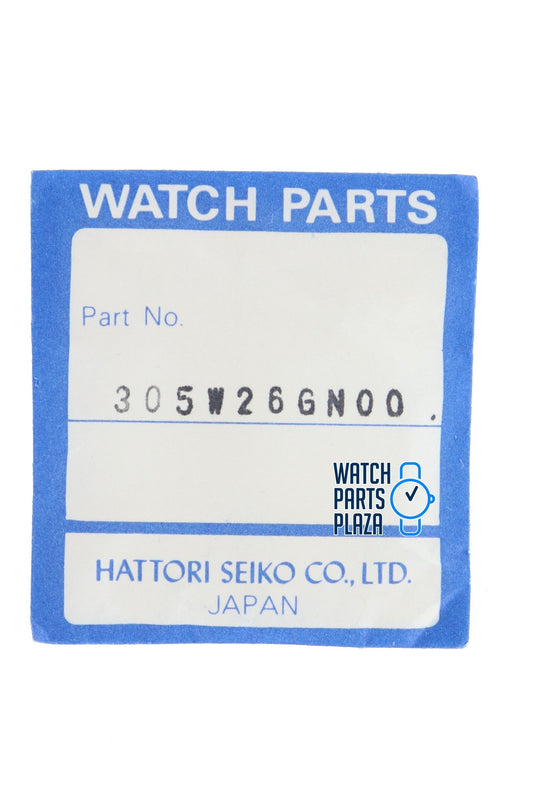 WATCH PARTS
Part No.
305W26GN00 .
WATCH
PARTS
PLAZA
HATTORI SEIKO CO., LTD.
JAPAN